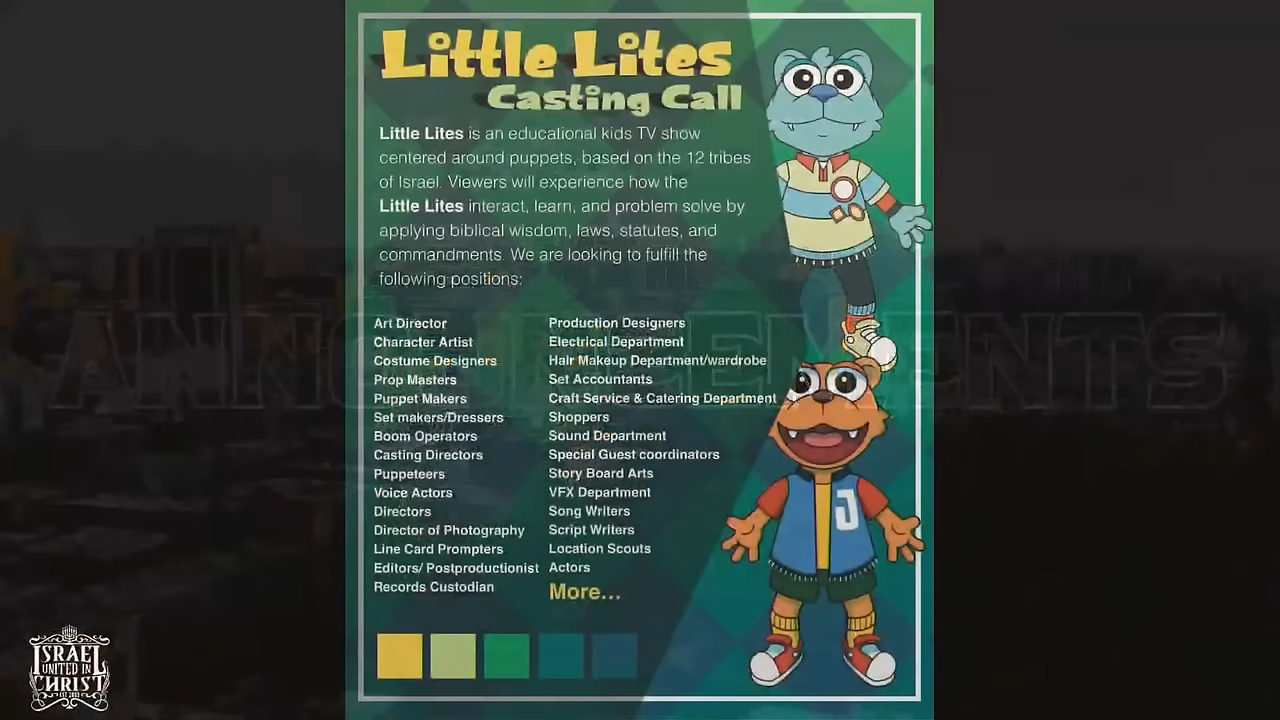 Little Lites
Casting Call
Little Lites is an educational kids TV show
centered around puppets, based on the 12 tribes
of Israel. Viewers will experience how the
Little Lites interact, learn, and problem solve by
applying biblical wisdom, laws, statutes, and
commandments. We are looking to fulfill the
following positions:
Art Director
Character Artist
Costume Designers
Prop Masters
Puppet Makers
Set makers/Dressers
Boom Operators
Casting Directors
Puppeteers
Voice Actors
Directors
Director of Photography
Line Card Prompters
Editors/ Postproductionist
Records Custodian
Production Designers
Electrical Department
Hair Makeup Department/wardrobe
Set Accountants
Craft Service & Catering Department
Shoppers
Sound Department
Special Guest coordinators
Story Board Arts
VFX Department
Song Writers
Script Writers
Location Scouts
Actors
More...
J
ANNOUNCEMENTS
ISRAEL
UNITED IN
CHRIST